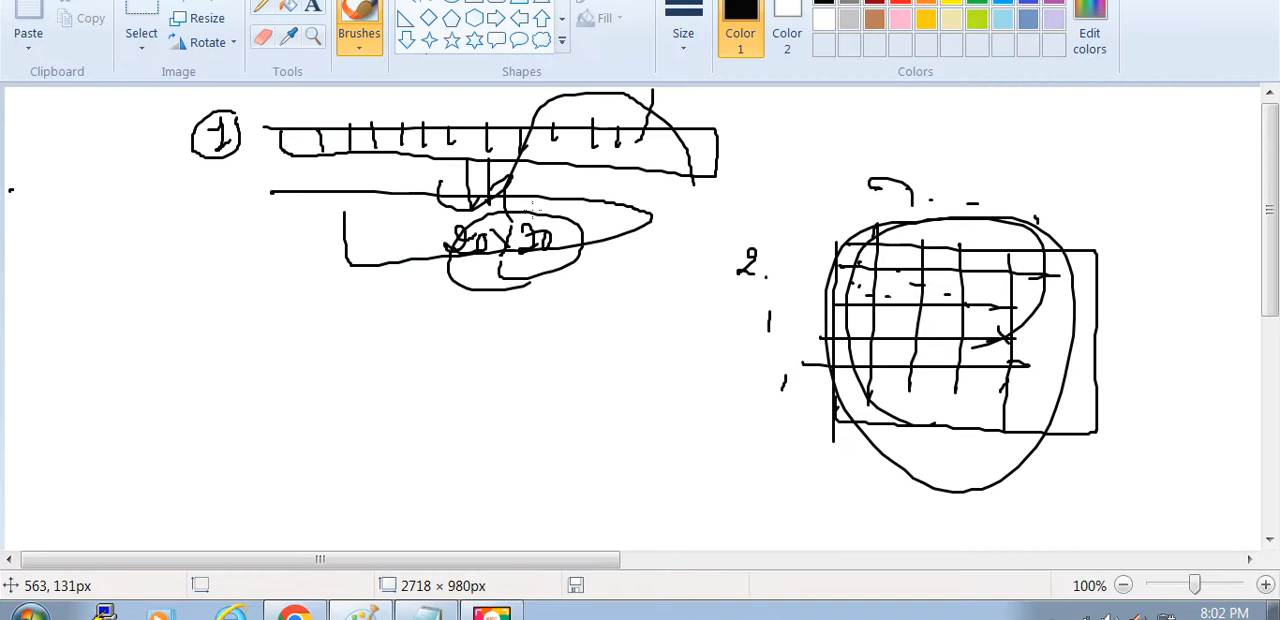 Paste
Copy
Select
Resize
Rotate
A
Brushes
Fill
Size
Color
1
Color
2
Edit
colors
Clipboard
Image
Tools
Shapes
Colors
1
2.
563, 131px
2718 × 980px
100%
8:02 PM